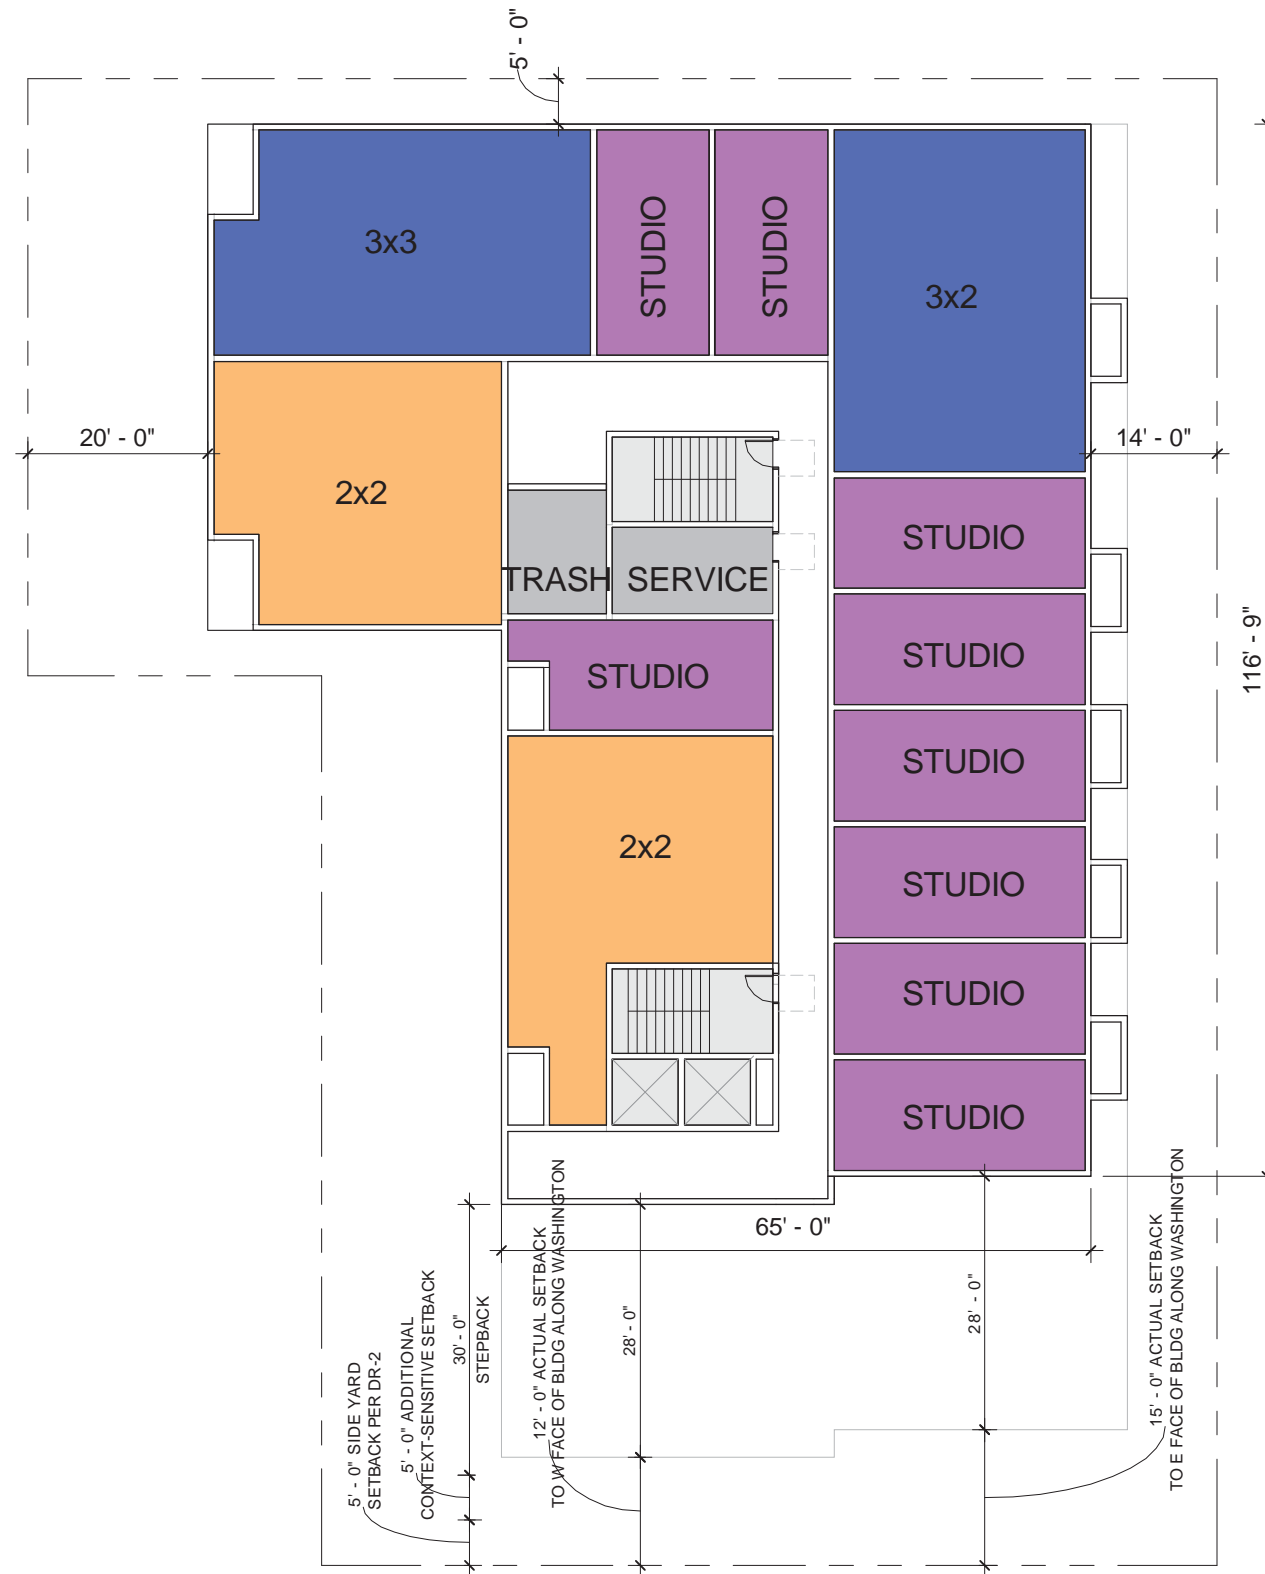 5' - 0"
3x3
STUDIO
STUDIO
3x2
20' - 0"
14' - 0"
2x2
STUDIO
TRASH
SERVICE
116' - 9"
STUDIO
STUDIO
STUDIO
2x2
STUDIO
STUDIO
STUDIO
65' - 0"
5' - 0" SIDE YARD
SETBACK PER DR-2
5' - 0" ADDITIONAL
CONTEXT-SENSITIVE SETBACK
30' - 0"
STEPBACK
12' - 0" ACTUAL SETBACK
TO W FACE OF BLDG ALONG WASHINGTON
28' - 0"
28' - 0"
15' - 0" ACTUAL SETBACK
TO E FACE OF BLDG ALONG WASHINGTON